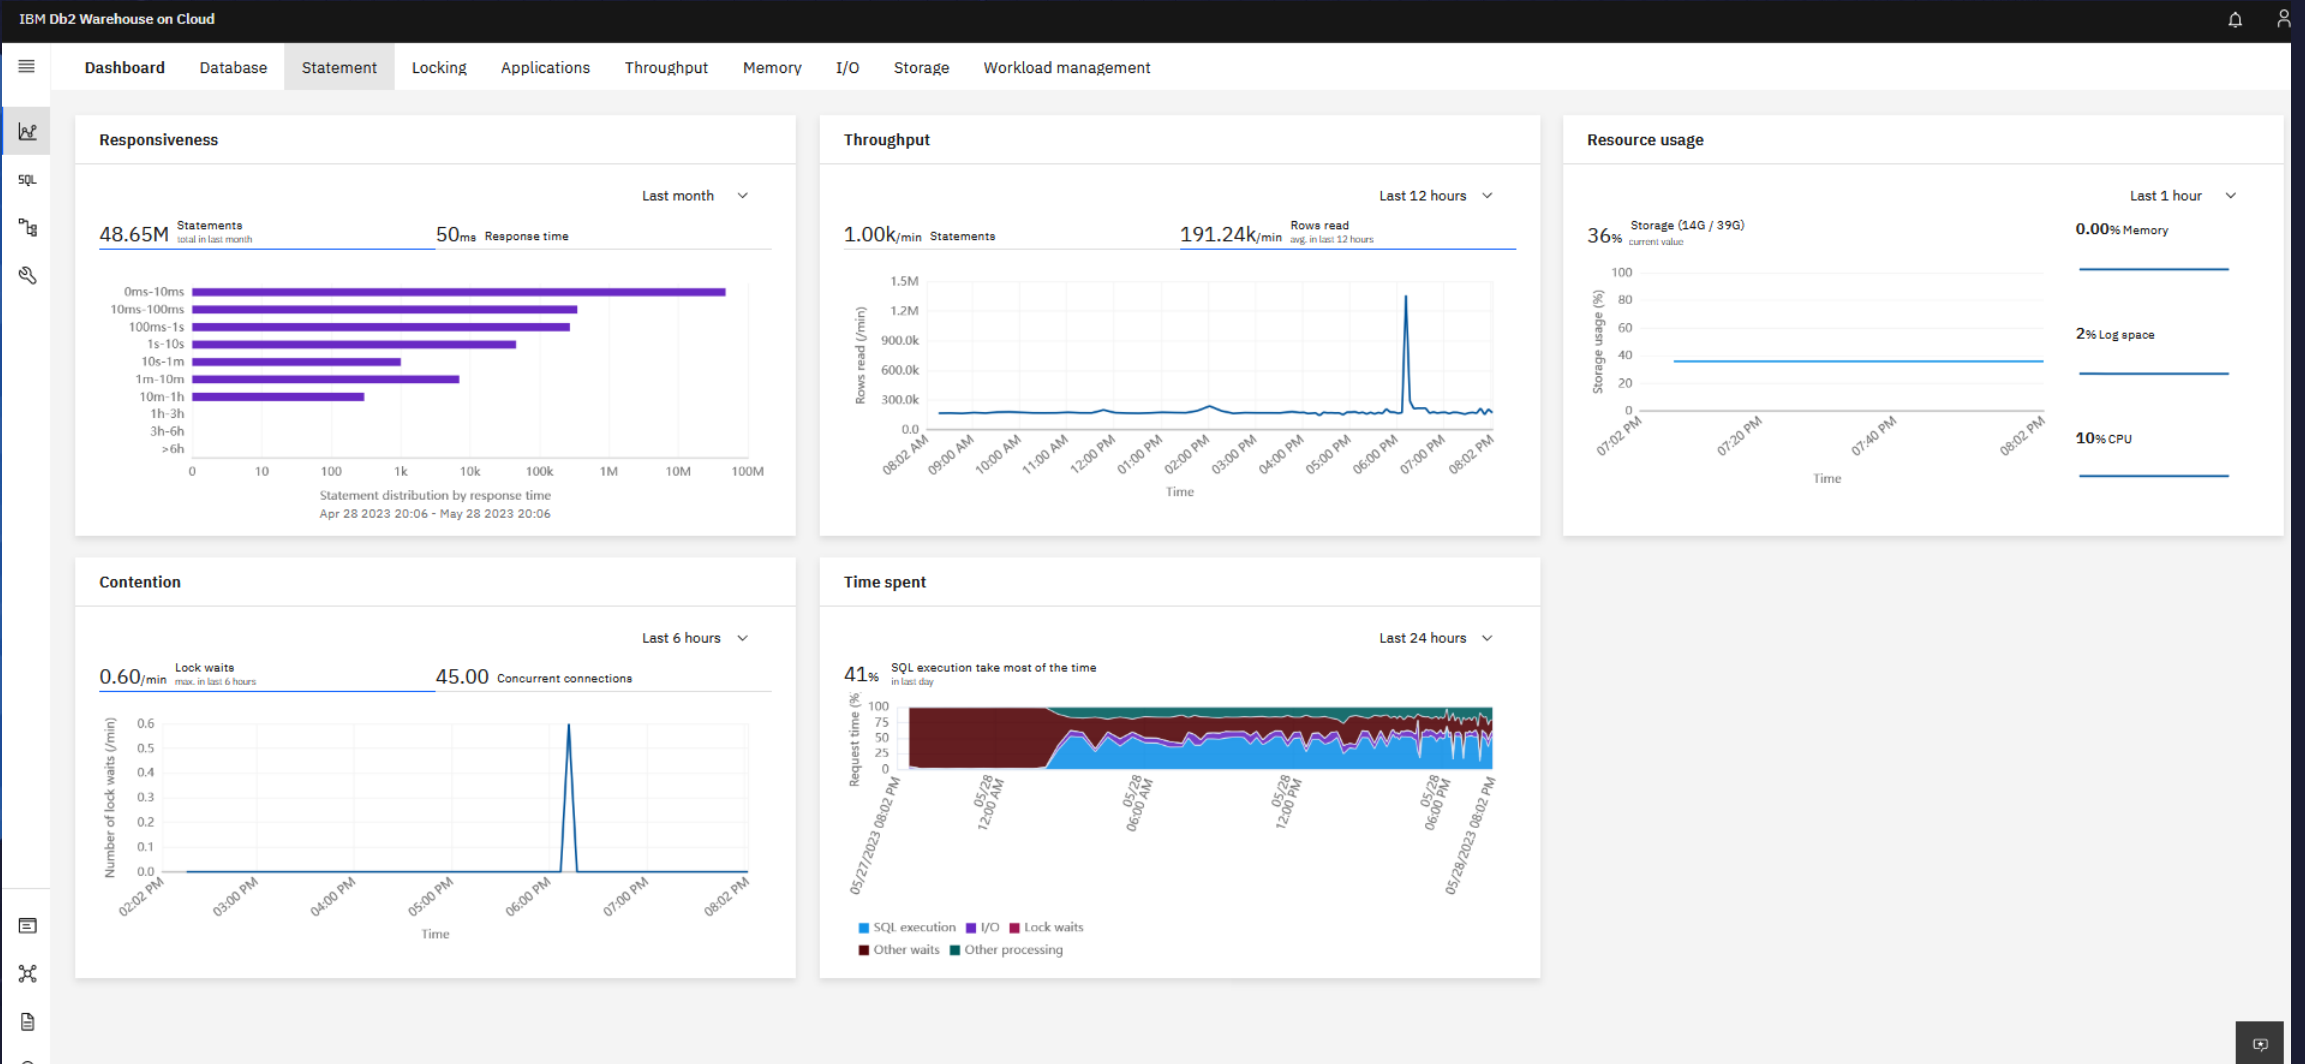 IBM Db2 Warehouse on Cloud
Dashboard Database Statement Locking Applications Throughput Memory I/O Storage Workload management
SQL
Responsiveness
Last month
48.65M Statements total in last month
50ms Response time
0ms-10ms
10ms-100ms
100ms-1s
1s-10s
10s-1m
1m-10m
10m-1h
1h-3h
3h-6h
>6h
0 10 100 1k 10k 100k 1M 10M 100M
Statement distribution by response time
Apr 28 2023 20:06 - May 28 2023 20:06
Throughput
Last 12 hours
1.00k/min Statements
191.24k/min Rows read avg. in last 12 hours
Rows read (/min)
1.5M
1.2M
900.0k
600.0k
300.0k
0.0
08:02 AM 09:00 AM 10:00 AM 11:00 AM 12:00 PM 01:00 PM 02:00 PM 03:00 PM 04:00 PM 05:00 PM 06:00 PM 07:00 PM 08:02 PM
Time
Resource usage
Last 1 hour
36% Storage (14G / 39G) current value
Storage usage (%)
100
80
60
40
20
0
07:02 PM 07:20 PM 07:40 PM 08:02 PM
Time
0.00% Memory
2% Log space
10% CPU
Contention
Last 6 hours
0.60/min Lock waits max. in last 6 hours
45.00 Concurrent connections
Number of lock waits (/min)
0.6
0.5
0.4
0.3
0.2
0.1
0.0
02:02 PM 03:00 PM 04:00 PM 05:00 PM 06:00 PM 07:00 PM 08:02 PM
Time
Time spent
Last 24 hours
41% SQL execution take most of the time in last day
Request time (%
100
75
50
25
0
05/27/2023 08:02 PM 05/28 12:00 AM 05/28 06:00 AM 05/28 12:00 PM 05/28 06:00 PM 05/28/2023 08:02 PM
SQL execution I/O Lock waits
Other waits Other processing